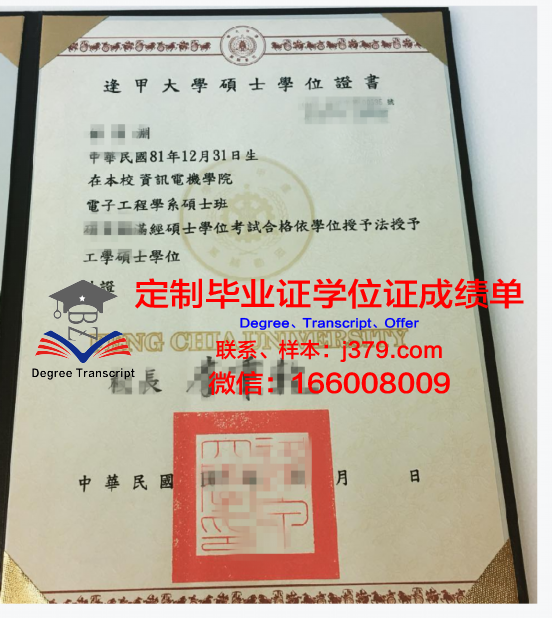 逢甲大學碩士學位證書
號
中華民國81年12月31日生
在本校 資訊電機學院
電子工程學系碩士班
經碩士學位考試合格依學位授予法授予
工學碩士學位
證
定制毕业证学位证成绩单
Degree、Transcript、Offer
FENG CHIA UNIVERSITY
联系、样本：j379.com
Degree Transcript
校長
微信：166008009
中華民國 月 日